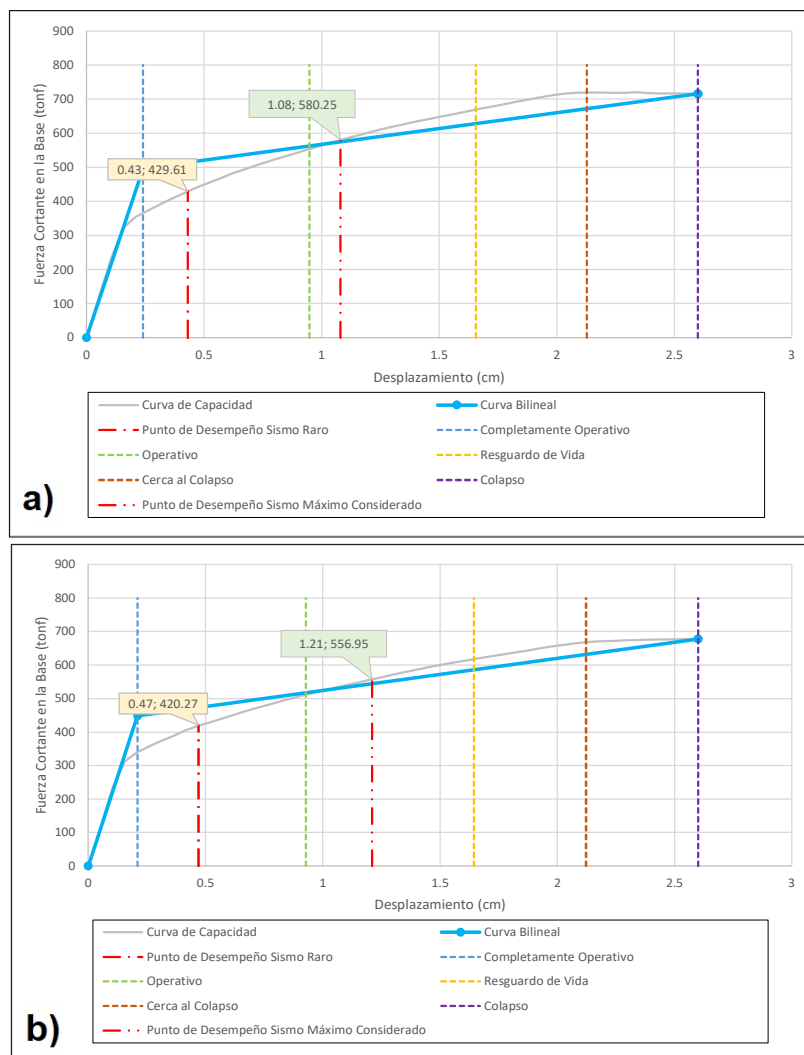 900
800
700
600
500
400
300
200
100
0
Fuerza Cortante en la Base (tonf)
1.08; 580.25
0.43; 429.61
0
0.5
1
1.5
2
2.5
3
Desplazamiento (cm)
Curva de Capacidad
Curva Bilineal
Punto de Desempeño Sismo Raro
Completamente Operativo
Operativo
Resguardo de Vida
Cerca al Colapso
Colapso
Punto de Desempeño Sismo Máximo Considerado
a)
900
800
700
600
500
400
300
200
100
0
Fuerza Cortante en la Base (tonf)
1.21; 556.95
0.47; 420.27
0
0.5
1
1.5
2
2.5
3
Desplazamiento (cm)
Curva de Capacidad
Curva Bilineal
Punto de Desempeño Sismo Raro
Completamente Operativo
Operativo
Resguardo de Vida
Cerca al Colapso
Colapso
Punto de Desempeño Sismo Máximo Considerado
b)